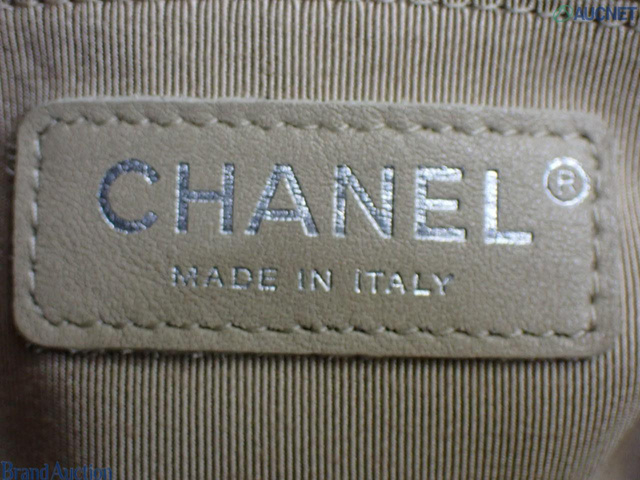 AUCNET
CHANEL®
MADE IN ITALY
Brand Auction